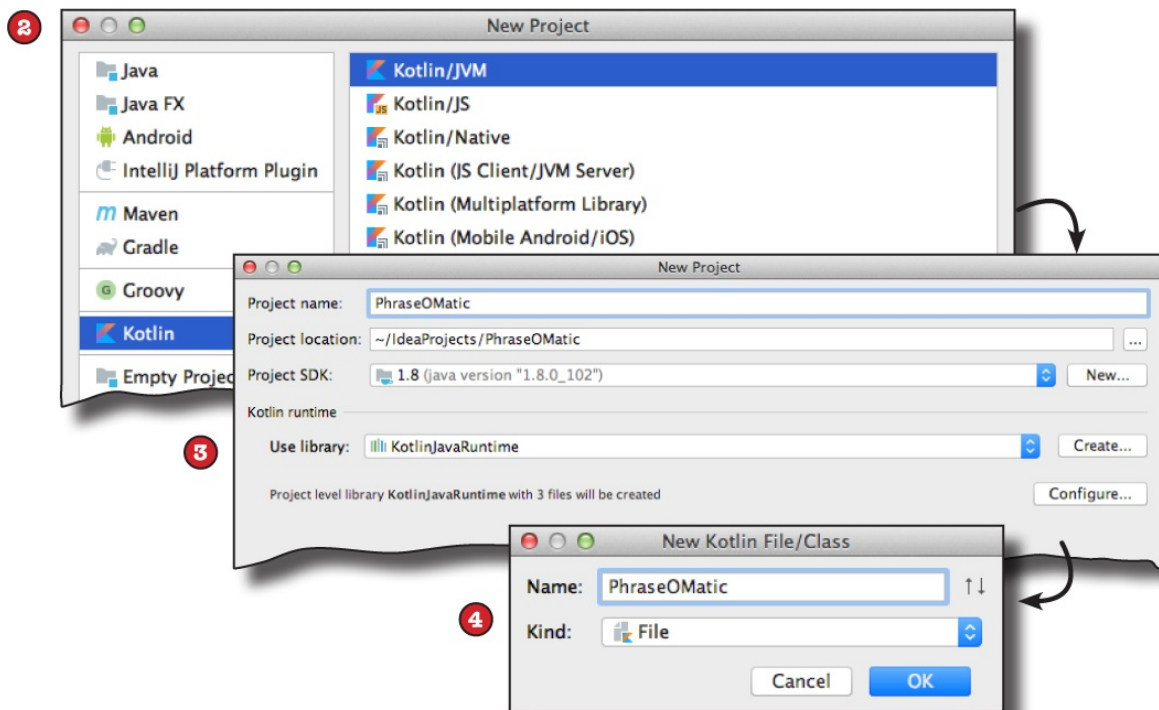 2
New Project
Java
Java FX
Android
IntelliJ Platform Plugin
Maven
Gradle
Groovy
Kotlin
Kotlin/JVM
Kotlin/JS
Kotlin/Native
Kotlin (JS Client/JVM Server)
Kotlin (Multiplatform Library)
Kotlin (Mobile Android/iOS)
Empty Projec
New Project
Project name: PhraseOMatic
Project location: ~/IdeaProjects/PhraseOMatic ...
Project SDK: 1.8 (java version "1.8.0_102") New...
Kotlin runtime
3
Use library: KotlinJavaRuntime Create...
Project level library KotlinJavaRuntime with 3 files will be created Configure...
4
New Kotlin File/Class
Name: PhraseOMatic ↑↓
Kind: File
Cancel OK